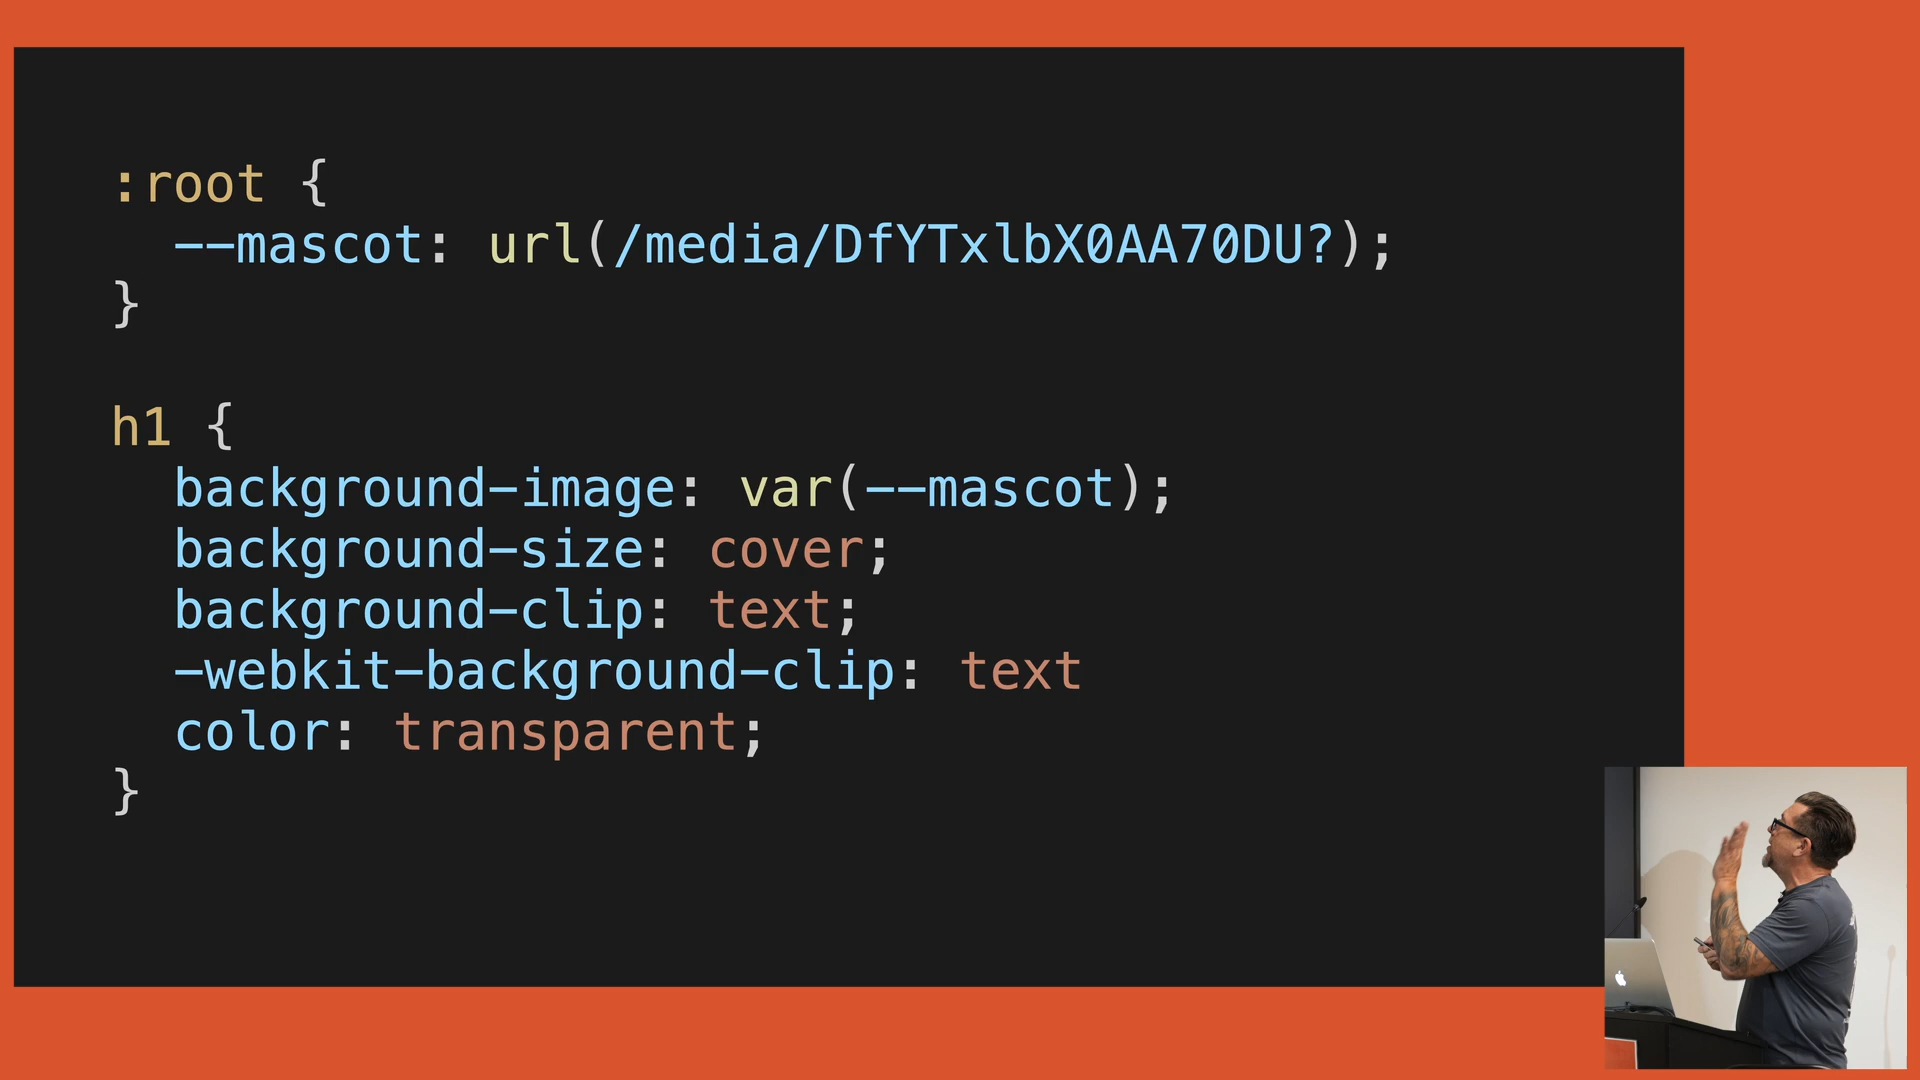 :root {
  --mascot: url(/media/DfYTxlbX0AA70DU?);
}
h1 {
  background-image: var(--mascot);
  background-size: cover;
  background-clip: text;
  -webkit-background-clip: text
  color: transparent;
}